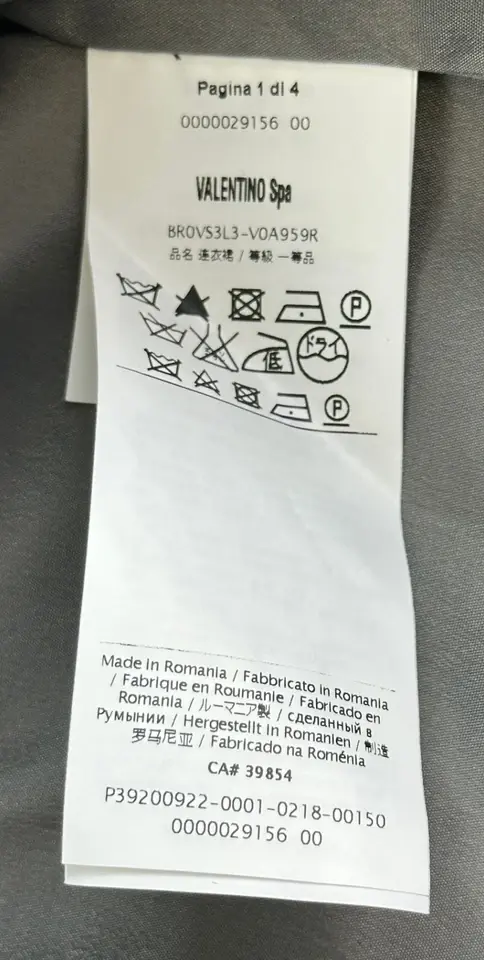 Pagina 1 di 4
0000029156 00
VALENTINO Spa
BR0VS3L3-V0A959R
品名 连衣裙 / 等級 一等品
P
低 ドライ
P
Made in Romania / Fabbricato in Romania
/ Fabrique en Roumanie / Fabricado en
Romania / ルーマニア製 / сделанный в
Румынии / Hergestellt in Romanien / 制造
罗马尼亚 / Fabricado na Roménia
CA# 39854
P39200922-0001-0218-00150
0000029156 00